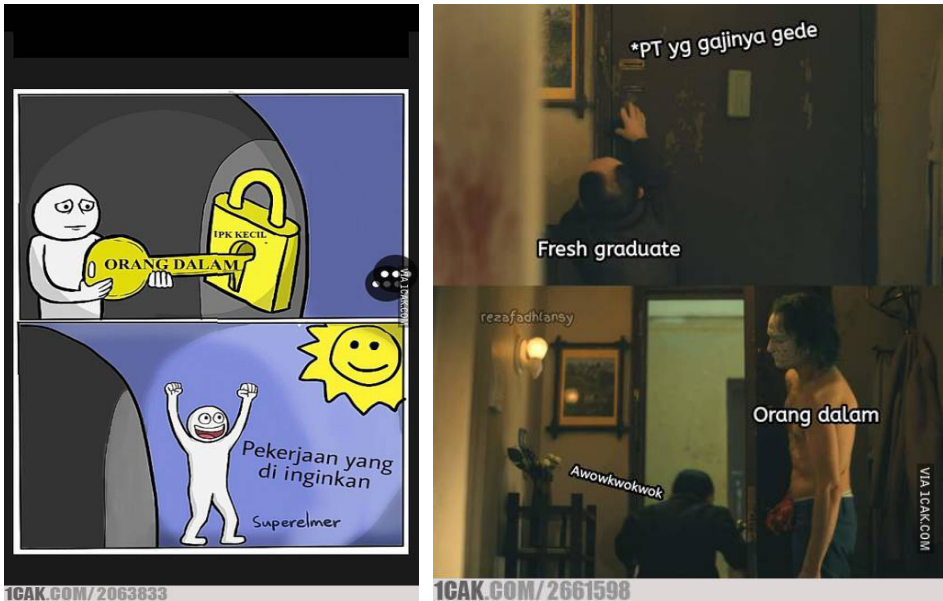 IPK KECIL
ORANG DALAM
VIA 1CAK.COM
Pekerjaan yang
di inginkan
Superelmer
1CAK.COM/2063833
*PT yg gajinya gede
Fresh graduate
rezafadhlansy
Orang dalam
Awowkwokwok
VIA 1CAK.COM
1CAK.COM/2661598